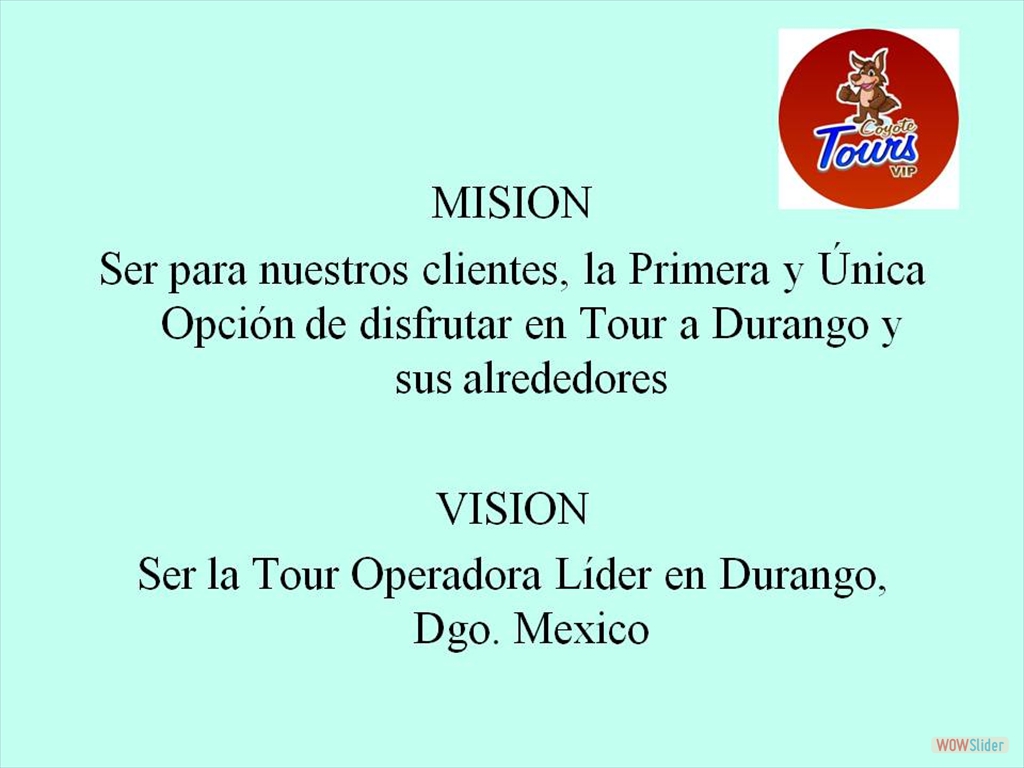 Coyote
Tours
VIP
MISION
Ser para nuestros clientes, la Primera y Única
Opción de disfrutar en Tour a Durango y
sus alrededores
VISION
Ser la Tour Operadora Líder en Durango,
Dgo. Mexico
WOWSlider